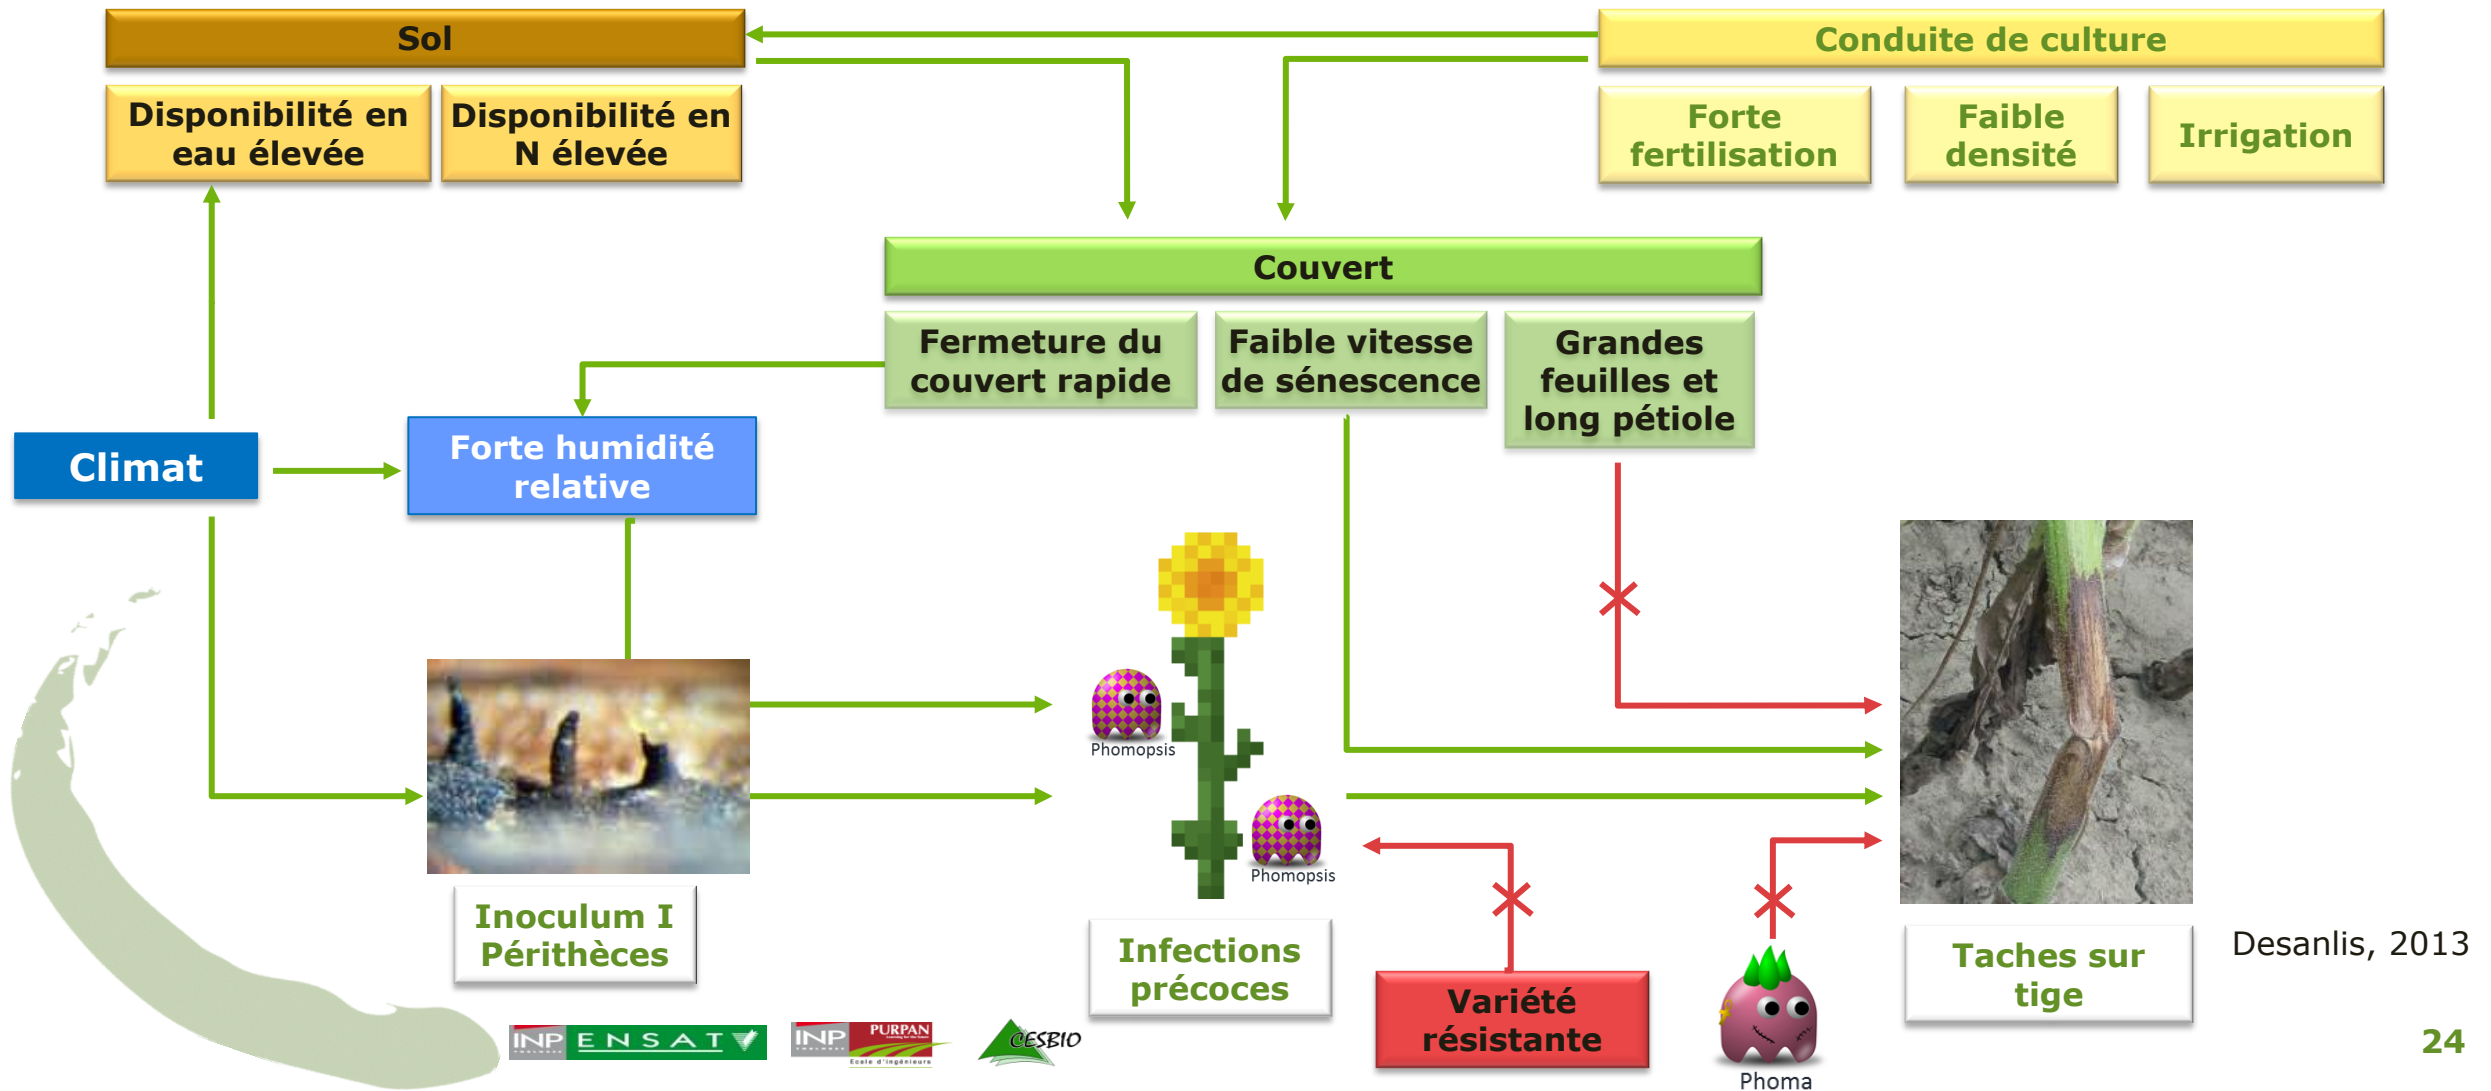 Sol
Conduite de culture
Disponibilité en
eau élevée
Disponibilité en
N élevée
Forte
fertilisation
Faible
densité
Irrigation
Couvert
Fermeture du
couvert rapide
Faible vitesse
de sénescence
Grandes
feuilles et
long pétiole
Climat
Forte humidité
relative
Phomopsis
Phomopsis
Inoculum I
Périthèces
Infections
précoces
Variété
résistante
Phoma
Taches sur
tige
Desanlis, 2013
INP ENSAT
INP PURPAN
Ecole d'ingénieurs
CESBIO
24